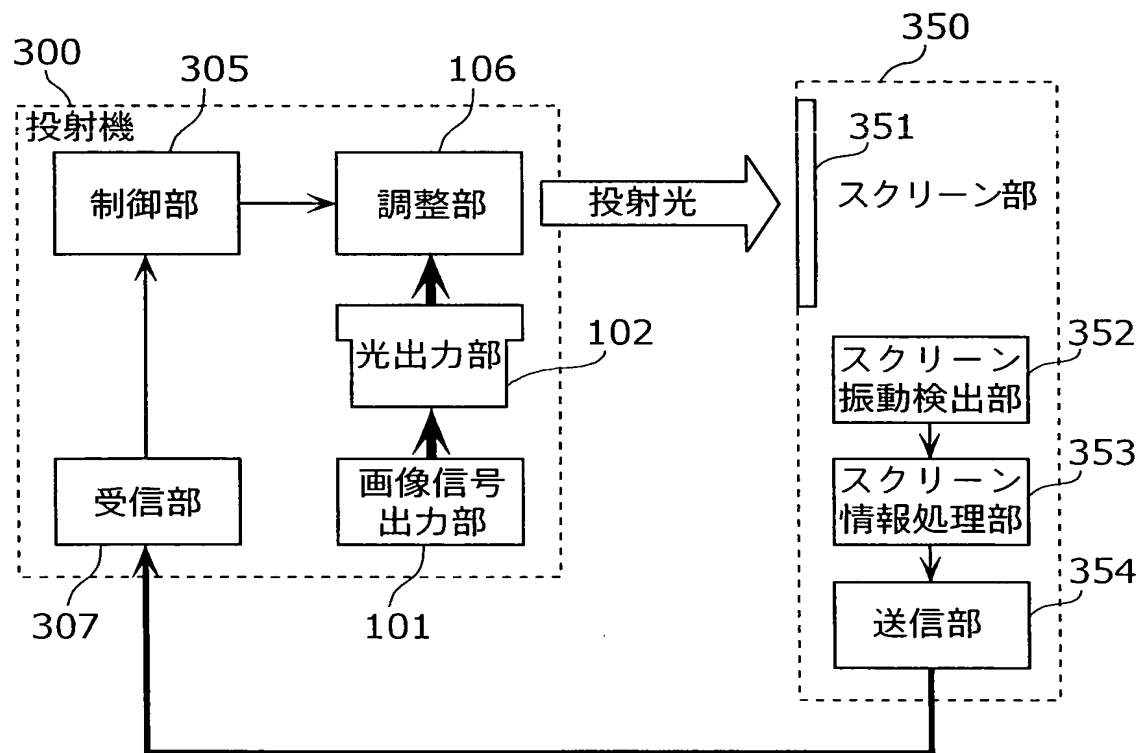 350
300
305
106
投射機
351
制御部
調整部
投射光
スクリーン部
光出力部
102
スクリーン
振動検出部
352
受信部
画像信号
出力部
スクリーン
情報処理部
353
307
101
送信部
354